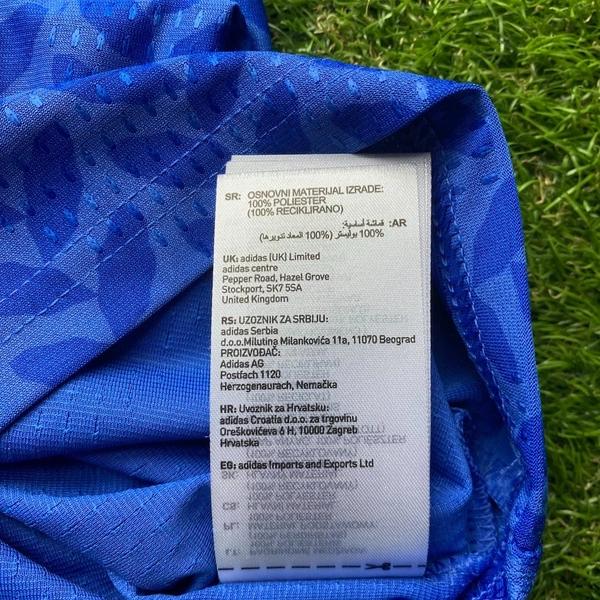 SR: OSNOVNI MATERIJAL IZRADE:
100% POLIESTER
(100% RECIKLIRANO)
AR: قماشة أساسية:
100% بوليستر (100% المعاد تدويرها)
UK: adidas (UK) Limited
adidas centre
Pepper Road, Hazel Grove
Stockport, SK7 5SA
United Kingdom
RS: UZOZNIK ZA SRBIJU:
adidas Serbia
d.o.o.Milutina Milankovića 11a, 11070 Beograd
PROIZVOĐAČ:
Adidas AG
Postfach 1120
Herzogenaurach, Nemačka
HR: Uvoznik za Hrvatsku:
adidas Croatia d.o.o. za trgovinu
Oreškovićeva 6 H, 10000 Zagreb
Hrvatska
EG: adidas Imports and Exports Ltd